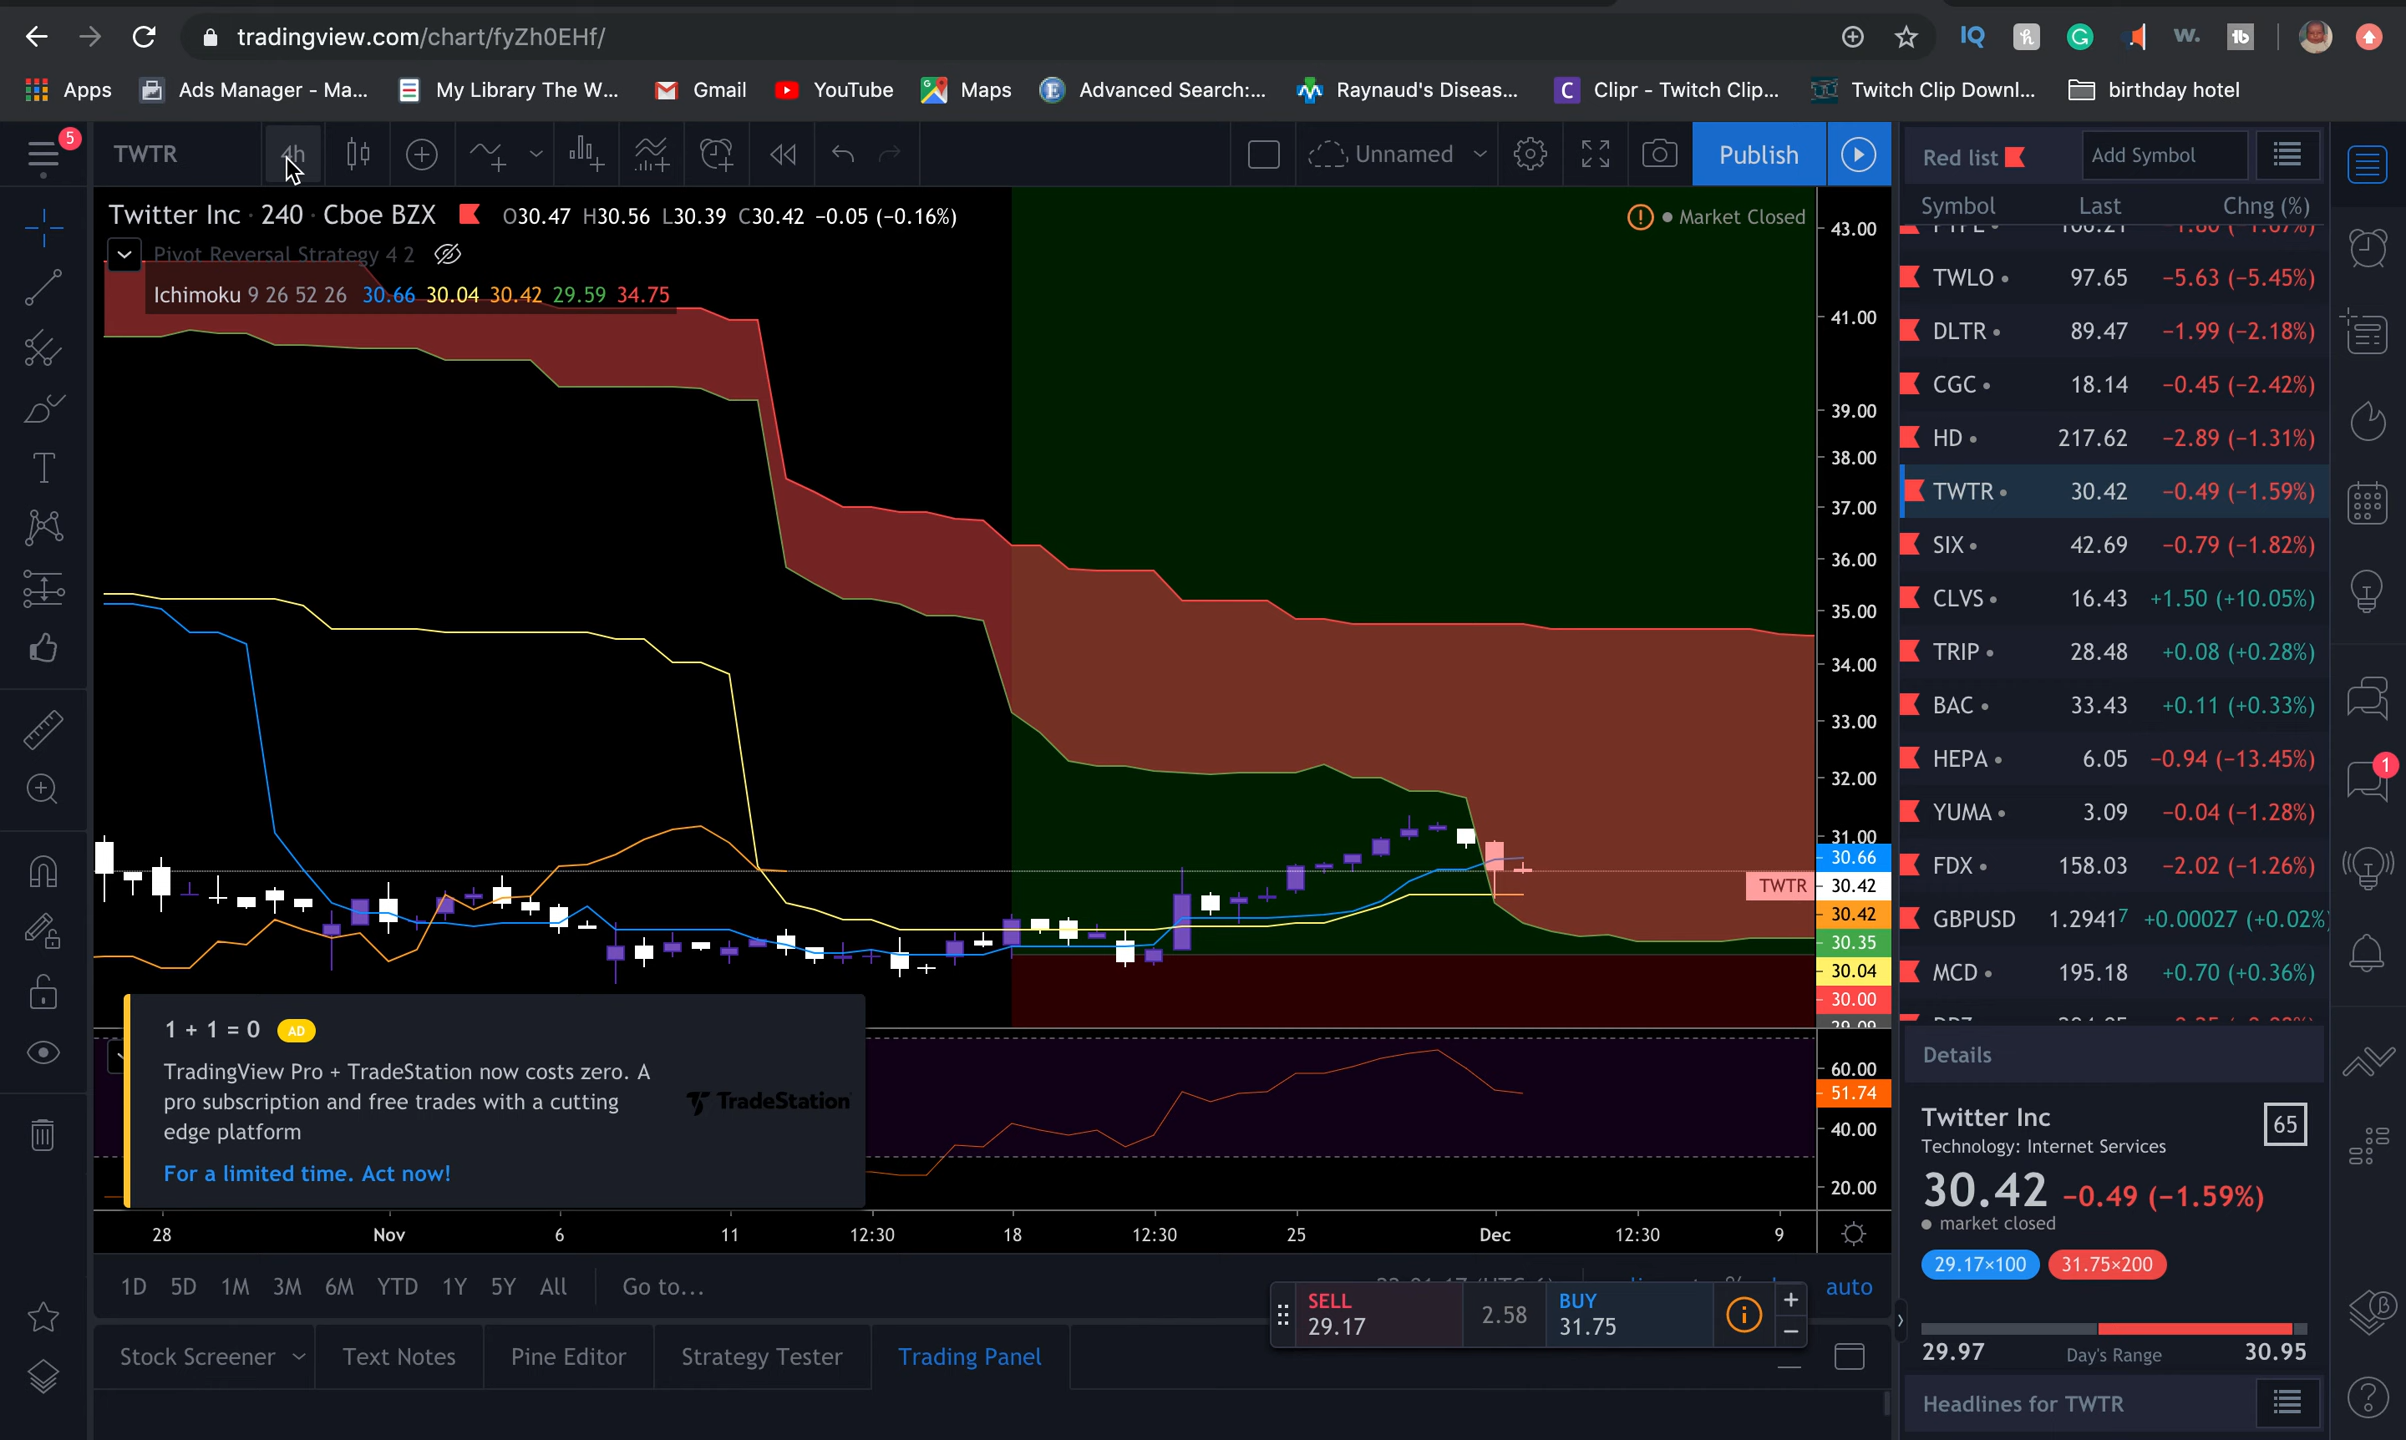 tradingview.com/chart/fyZh0EHf/
IQ
w.
Apps
Ads Manager - Ma...
My Library The W...
Gmail
YouTube
Maps
Advanced Search:...
Raynaud's Diseas...
Clipr - Twitch Clip...
Twitch Clip Downl...
birthday hotel
5
TWTR
4h
Unnamed
Publish
Red list
Add Symbol
Twitter Inc · 240 · Cboe BZX
O30.47 H30.56 L30.39 C30.42 −0.05 (−0.16%)
Market Closed
Pivot Reversal Strategy 4 2
Ichimoku 9 26 52 26 30.66 30.04 30.42 29.59 34.75
43.00
41.00
39.00
38.00
37.00
36.00
35.00
34.00
33.00
32.00
31.00
30.66
TWTR 30.42
30.42
30.35
30.04
30.00
60.00
51.74
40.00
20.00
1 + 1 = 0 AD
TradingView Pro + TradeStation now costs zero. A
pro subscription and free trades with a cutting
edge platform
TradeStation
For a limited time. Act now!
28 Nov 6 11 12:30 18 12:30 25 Dec 12:30 9
1D 5D 1M 3M 6M YTD 1Y 5Y All Go to...
auto
SELL
29.17
2.58
BUY
31.75
Stock Screener
Text Notes
Pine Editor
Strategy Tester
Trading Panel
Symbol Last Chng (%)
TWLO 97.65 −5.63 (−5.45%)
DLTR 89.47 −1.99 (−2.18%)
CGC 18.14 −0.45 (−2.42%)
HD 217.62 −2.89 (−1.31%)
TWTR 30.42 −0.49 (−1.59%)
SIX 42.69 −0.79 (−1.82%)
CLVS 16.43 +1.50 (+10.05%)
TRIP 28.48 +0.08 (+0.28%)
BAC 33.43 +0.11 (+0.33%)
HEPA 6.05 −0.94 (−13.45%)
YUMA 3.09 −0.04 (−1.28%)
FDX 158.03 −2.02 (−1.26%)
GBPUSD 1.29417 +0.00027 (+0.02%)
MCD 195.18 +0.70 (+0.36%)
Details
Twitter Inc
65
Technology: Internet Services
30.42 −0.49 (−1.59%)
market closed
29.17×100 31.75×200
29.97 Day's Range 30.95
Headlines for TWTR
1